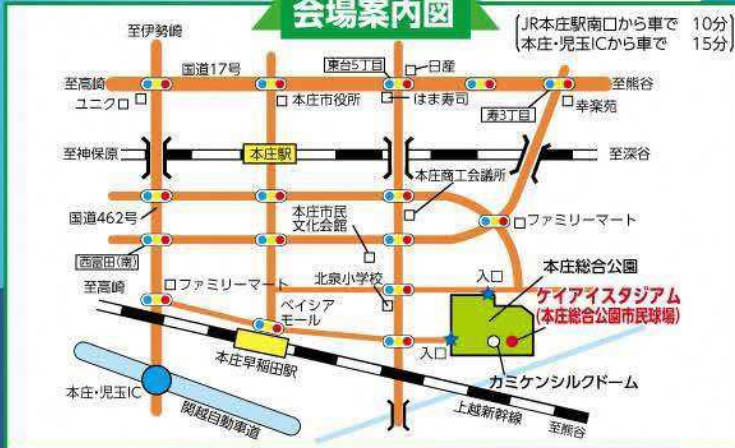 会場案内図
JR本庄駅南口から車で 10分
本庄・児玉ICから車で 15分
至伊勢崎
国道17号
東台5丁目
日産
至高崎
至熊谷
ユニクロ
本庄市役所
はま寿司
寿3丁目
幸楽苑
至神保原
本庄駅
至深谷
本庄商工会議所
国道462号
本庄市民
文化会館
ファミリーマート
西富田(南)
至高崎
ファミリーマート
北泉小学校
入口
本庄総合公園
ケイアイスタジアム
(本庄総合公園市民球場)
ベイシア
モール
本庄早稲田駅
入口
カミケンシルクドーム
本庄・児玉IC
関越自動車道
上越新幹線
至熊谷